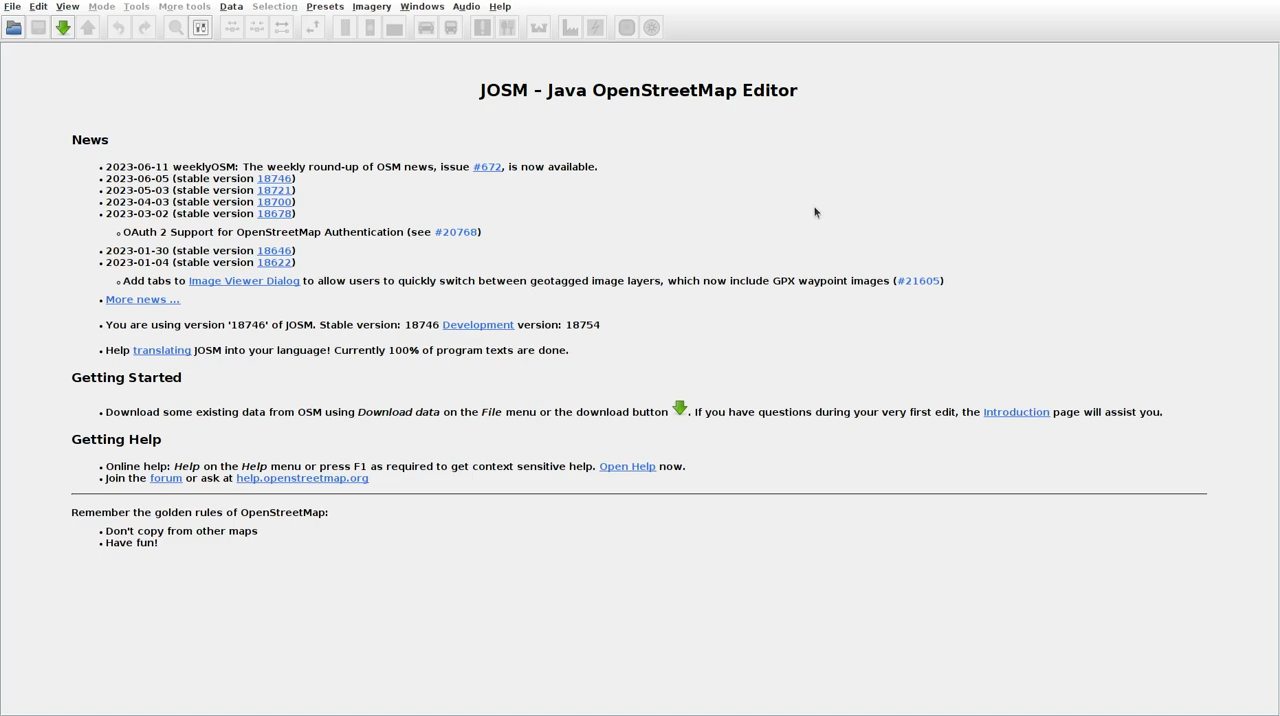 File Edit View Mode Tools More tools Data Selection Presets Imagery Windows Audio Help
JOSM – Java OpenStreetMap Editor
News
• 2023-06-11 weeklyOSM: The weekly round-up of OSM news, issue #672, is now available.
• 2023-06-05 (stable version 18746)
• 2023-05-03 (stable version 18721)
• 2023-04-03 (stable version 18700)
• 2023-03-02 (stable version 18678)
◦ OAuth 2 Support for OpenStreetMap Authentication (see #20768)
• 2023-01-30 (stable version 18646)
• 2023-01-04 (stable version 18622)
◦ Add tabs to Image Viewer Dialog to allow users to quickly switch between geotagged image layers, which now include GPX waypoint images (#21605)
• More news ...
• You are using version '18746' of JOSM. Stable version: 18746 Development version: 18754
• Help translating JOSM into your language! Currently 100% of program texts are done.
Getting Started
• Download some existing data from OSM using Download data on the File menu or the download button . If you have questions during your very first edit, the Introduction page will assist you.
Getting Help
• Online help: Help on the Help menu or press F1 as required to get context sensitive help. Open Help now.
• Join the forum or ask at help.openstreetmap.org
Remember the golden rules of OpenStreetMap:
• Don't copy from other maps
• Have fun!